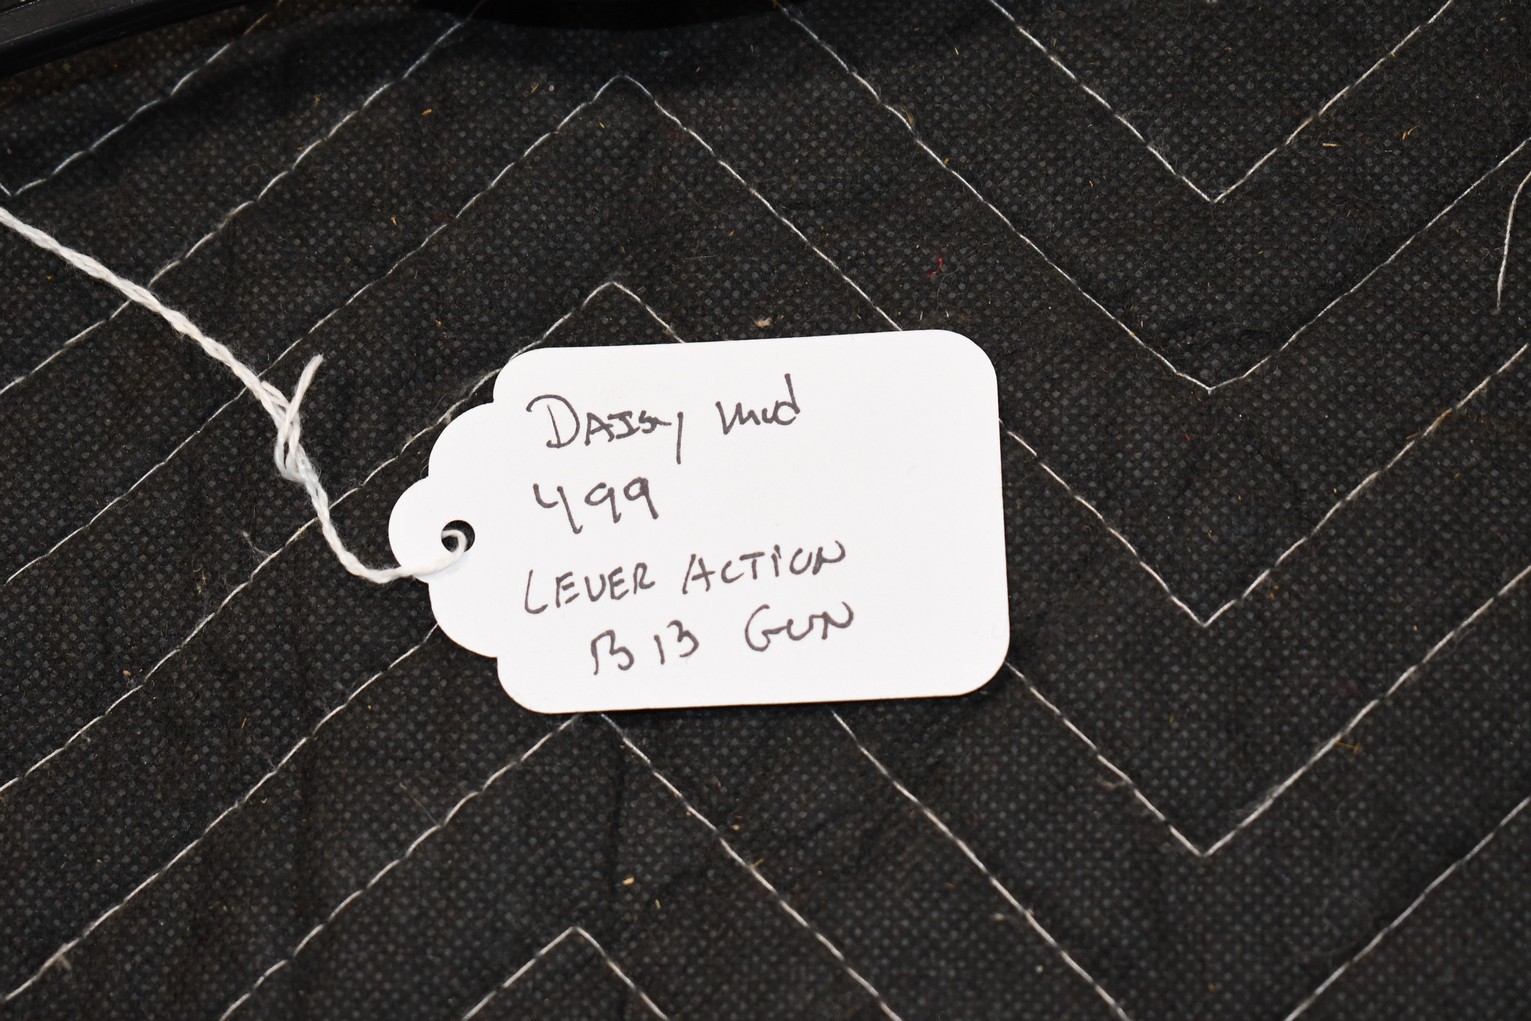 DAISY mod
499
LEVER ACTION
BB GUN